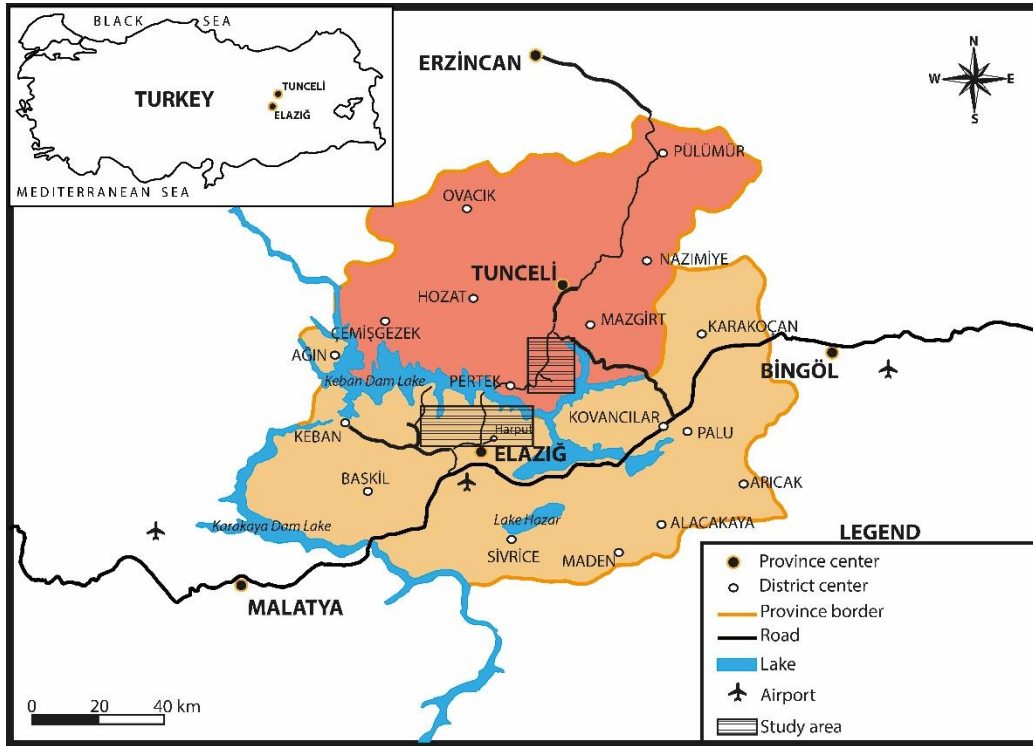 BLACK SEA
TURKEY
TUNCELİ
ELAZIĞ
MEDITERRANEAN SEA
N
W E
S
ERZİNCAN
PÜLÜMÜR
OVACIK
NAZIMİYE
TUNCELİ
HOZAT
ÇEMİŞGEZEK
MAZGİRT
KARAKOÇAN
AĞIN
BİNGÖL
Keban Dam Lake
PERTEK
KEBAN
Harput
KOVANCILAR
PALU
ELAZIĞ
BASKİL
ARICAK
Karakaya Dam Lake
Lake Hazar
ALACAKAYA
SİVRİCE
MADEN
MALATYA
LEGEND
Province center
District center
Province border
Road
Lake
Airport
Study area
0 20 40 km